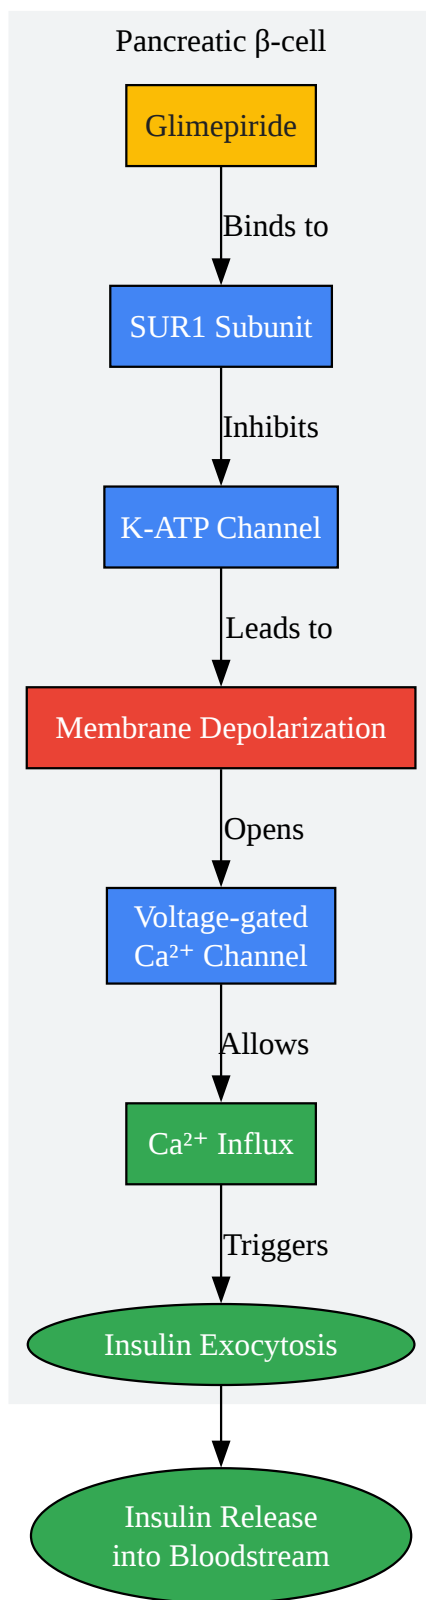 Pancreatic β-cell
Glimepiride
Binds to
SUR1 Subunit
Inhibits
K-ATP Channel
Leads to
Membrane Depolarization
Opens
Voltage-gated
Ca²⁺ Channel
Allows
Ca²⁺ Influx
Triggers
Insulin Exocytosis
Insulin Release
into Bloodstream